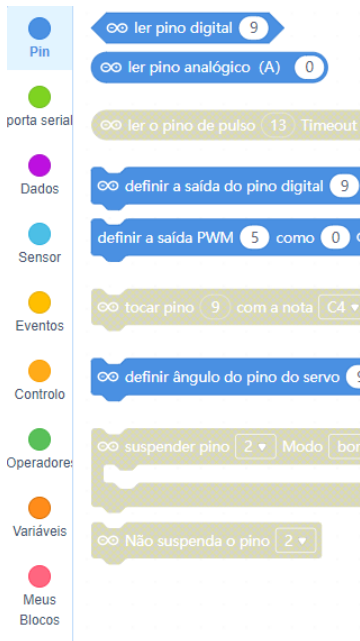 Pin
porta serial
Dados
Sensor
Eventos
Controlo
Operadores
Variáveis
Meus
Blocos
ler pino digital 9
ler pino analógico (A) 0
ler o pino de pulso 13 Timeout
definir a saída do pino digital 9
definir a saída PWM 5 como 0
tocar pino 9 com a nota C4
definir ângulo do pino do servo 9
suspender pino 2 Modo
Não suspenda o pino 2